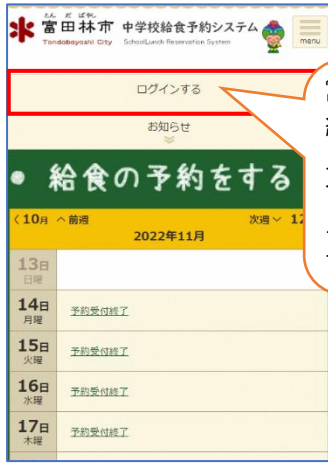 とん だ ばやし
富田林市 中学校給食予約システム
Tondabayashi City SchoolLunch Reservation System
menu
ログインする
お知らせ
給食の予約をする
〈10月 ヘ前週 次週∨ 1
2022年11月
13日
日曜
14日 予約受付終了
月曜
15日 予約受付終了
火曜
16日 予約受付終了
水曜
17日 予約受付終了
木曜